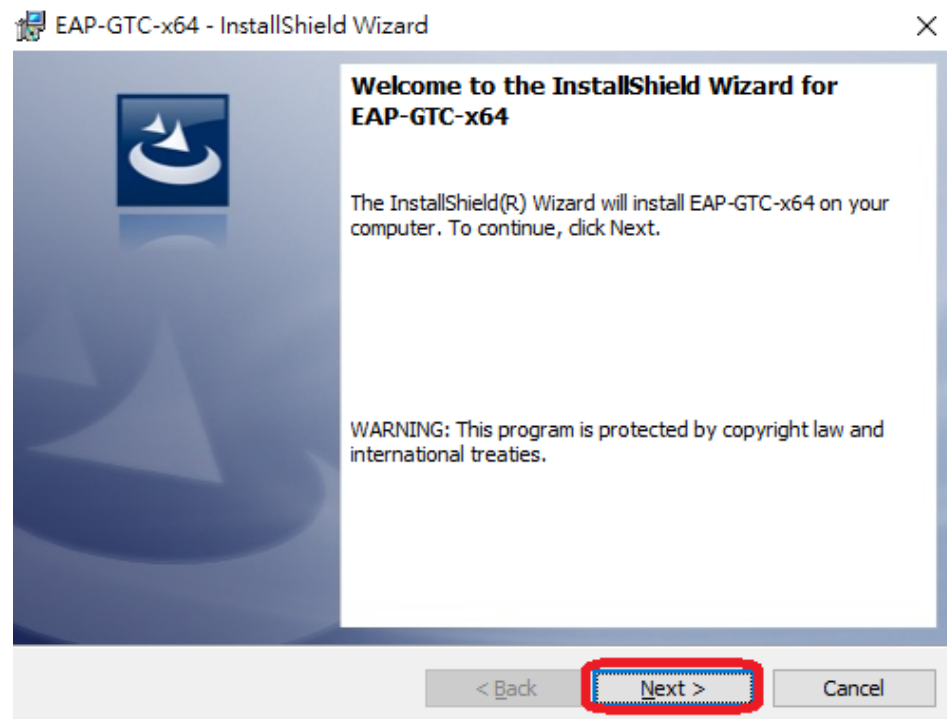 EAP-GTC-x64 - InstallShield Wizard
Welcome to the InstallShield Wizard for
EAP-GTC-x64
The InstallShield(R) Wizard will install EAP-GTC-x64 on your
computer. To continue, click Next.
WARNING: This program is protected by copyright law and
international treaties.
< Back Next > Cancel